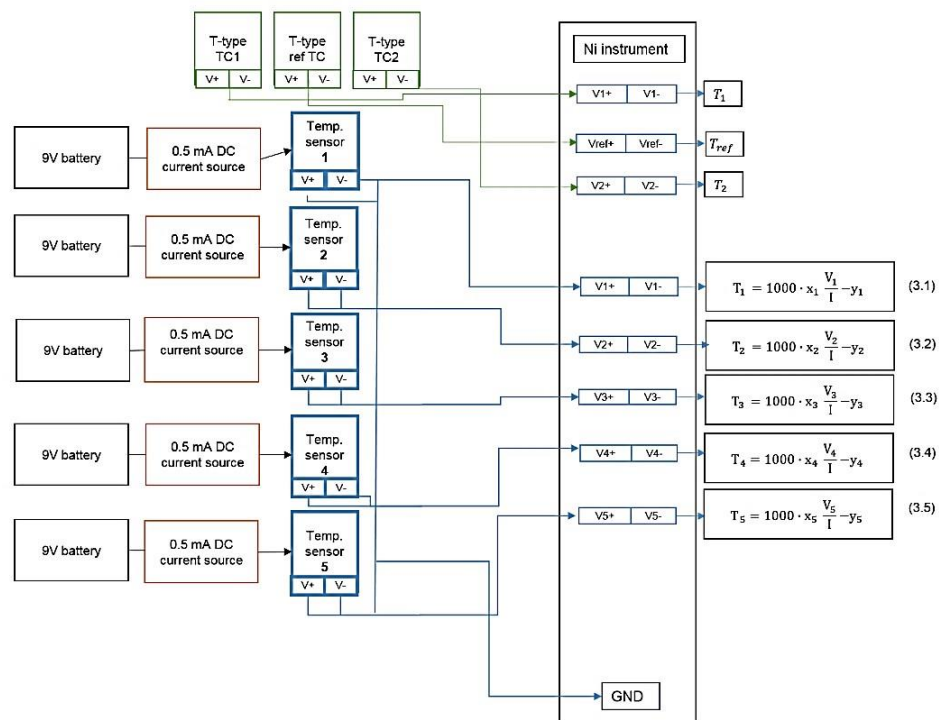 T-type
TC1
V+ V-
T-type
ref TC
V+ V-
T-type
TC2
V+ V-
Ni instrument
V1+ V1-
T₁
Vref+ Vref-
T_ref
V2+ V2-
T₂
9V battery
0.5 mA DC
current source
Temp.
sensor
1
V+ V-
9V battery
0.5 mA DC
current source
Temp.
sensor
2
V+ V-
V1+ V1-
T₁ = 1000 · x₁ V₁/I −y₁
(3.1)
9V battery
0.5 mA DC
current source
Temp.
sensor
3
V+ V-
V2+ V2-
T₂ = 1000 · x₂ V₂/I −y₂
(3.2)
V3+ V3-
T₃ = 1000 · x₃ V₃/I −y₃
(3.3)
9V battery
0.5 mA DC
current source
Temp.
sensor
4
V+ V-
V4+ V4-
T₄ = 1000 · x₄ V₄/I −y₄
(3.4)
9V battery
0.5 mA DC
current source
Temp.
sensor
5
V+ V-
V5+ V5-
T₅ = 1000 · x₅ V₅/I −y₅
(3.5)
GND